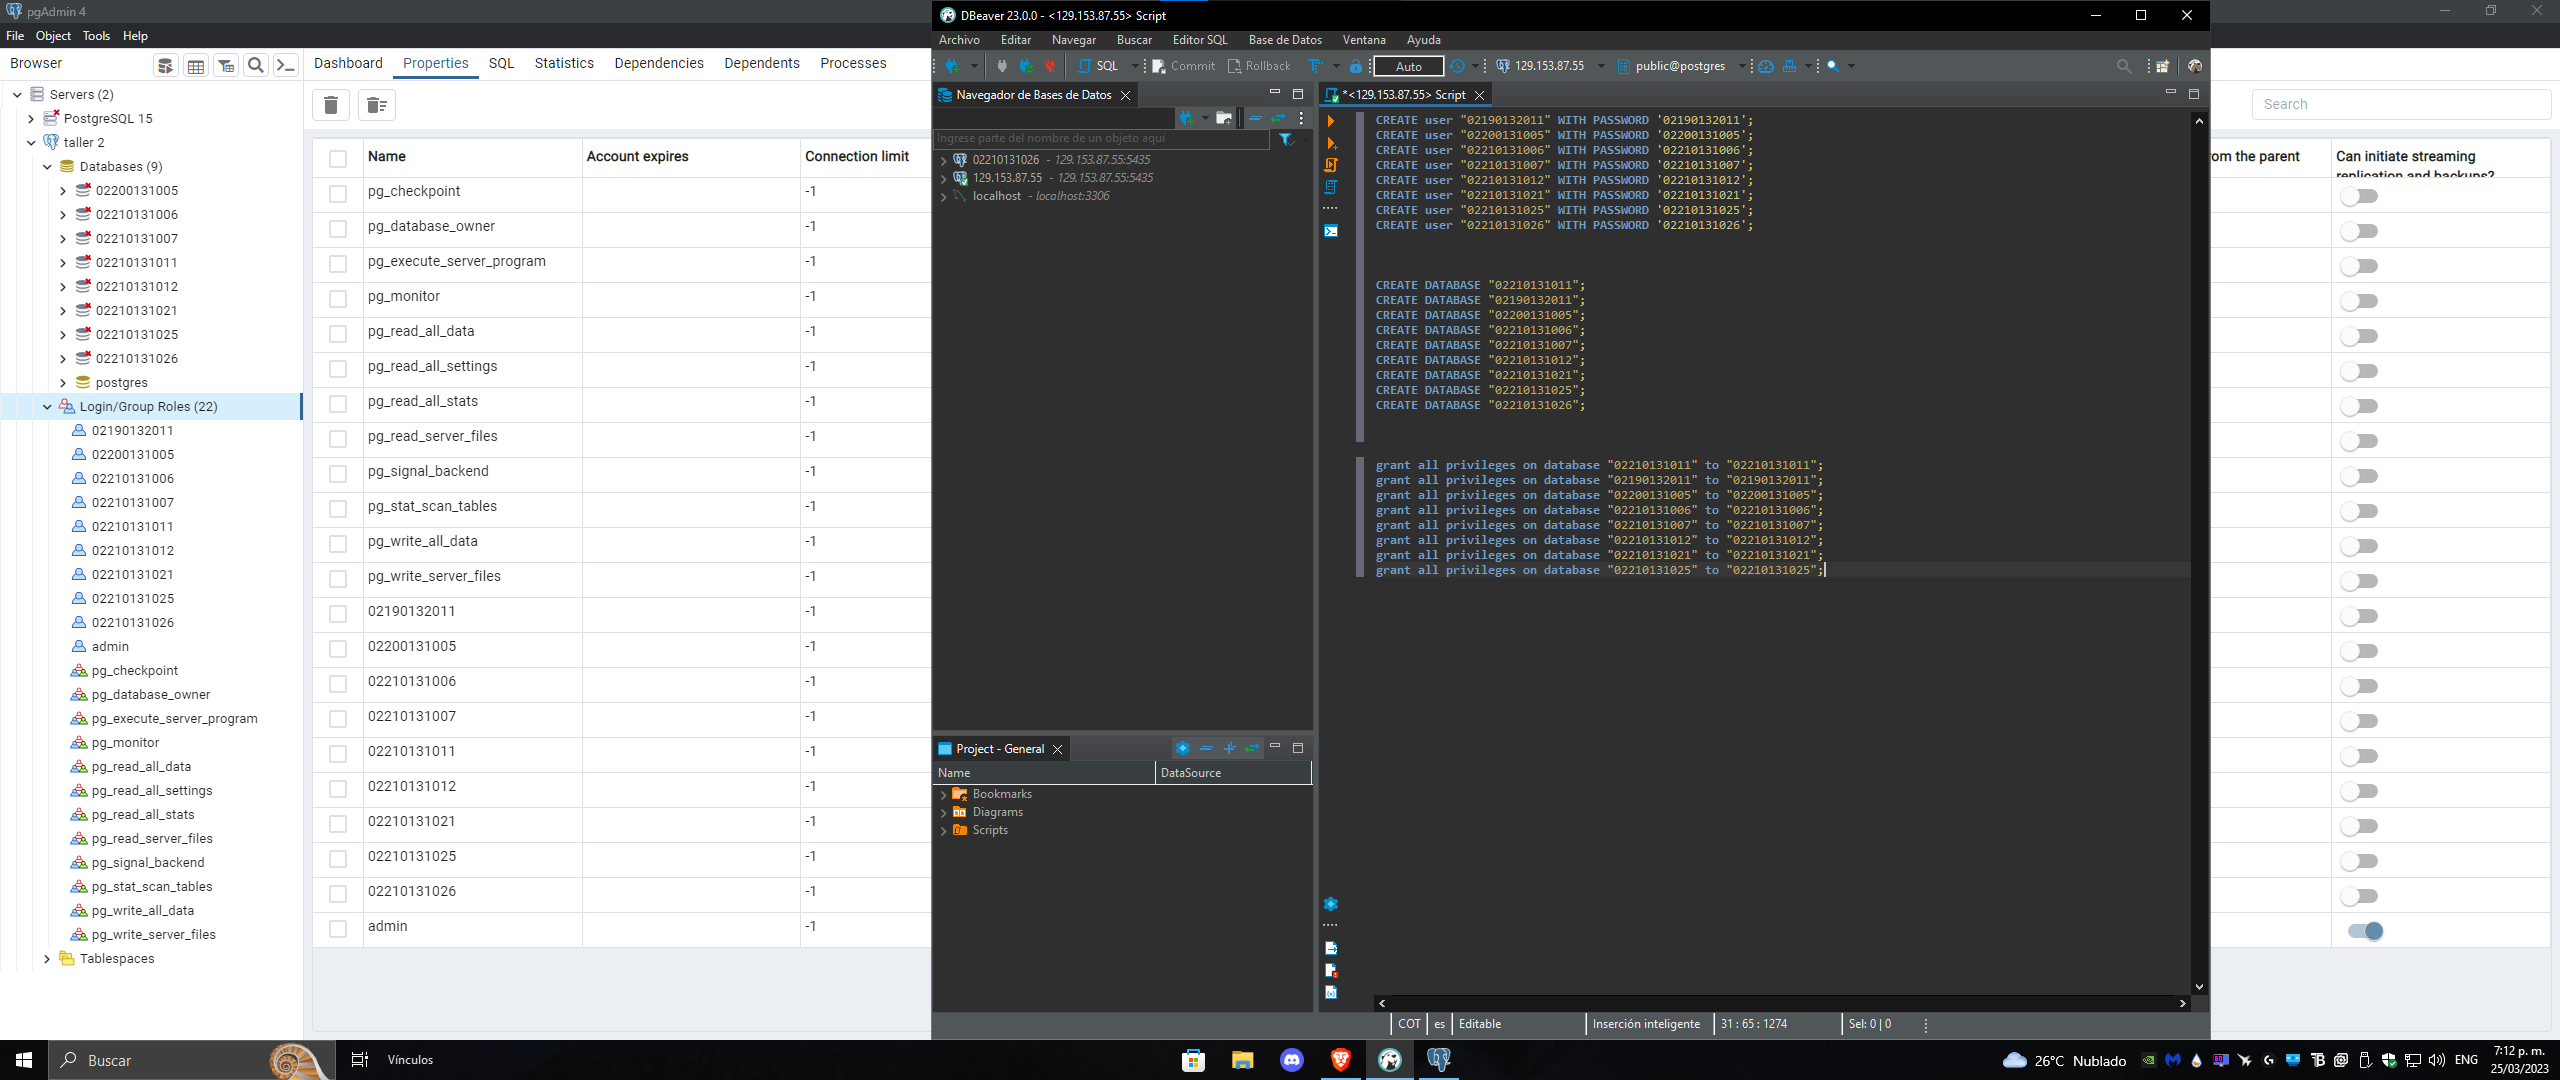 pgAdmin 4
File Object Tools Help
Browser
Dashboard Properties SQL Statistics Dependencies Dependents Processes
Servers (2)
PostgreSQL 15
taller 2
Databases (9)
02200131005
02210131006
02210131007
02210131011
02210131012
02210131021
02210131025
02210131026
postgres
Login/Group Roles (22)
02190132011
02200131005
02210131006
02210131007
02210131011
02210131012
02210131021
02210131025
02210131026
admin
pg_checkpoint
pg_database_owner
pg_execute_server_program
pg_monitor
pg_read_all_data
pg_read_all_settings
pg_read_all_stats
pg_read_server_files
pg_signal_backend
pg_stat_scan_tables
pg_write_all_data
pg_write_server_files
Tablespaces
Name Account expires Connection limit
pg_checkpoint -1
pg_database_owner -1
pg_execute_server_program -1
pg_monitor -1
pg_read_all_data -1
pg_read_all_settings -1
pg_read_all_stats -1
pg_read_server_files -1
pg_signal_backend -1
pg_stat_scan_tables -1
pg_write_all_data -1
pg_write_server_files -1
02190132011 -1
02200131005 -1
02210131006 -1
02210131007 -1
02210131011 -1
02210131012 -1
02210131021 -1
02210131025 -1
02210131026 -1
admin -1
DBeaver 23.0.0 - <129.153.87.55> Script
Archivo Editar Navegar Buscar Editor SQL Base de Datos Ventana Ayuda
SQL Commit Rollback Auto 129.153.87.55 public@postgres
Navegador de Bases de Datos
Ingrese parte del nombre de un objeto aquí
02210131026 - 129.153.87.55:5435
129.153.87.55 - 129.153.87.55:5435
localhost - localhost:3306
Project - General
Name DataSource
Bookmarks
Diagrams
Scripts
*<129.153.87.55> Script
CREATE user "02190132011" WITH PASSWORD '02190132011';
CREATE user "02200131005" WITH PASSWORD '02200131005';
CREATE user "02210131006" WITH PASSWORD '02210131006';
CREATE user "02210131007" WITH PASSWORD '02210131007';
CREATE user "02210131012" WITH PASSWORD '02210131012';
CREATE user "02210131021" WITH PASSWORD '02210131021';
CREATE user "02210131025" WITH PASSWORD '02210131025';
CREATE user "02210131026" WITH PASSWORD '02210131026';
CREATE DATABASE "02210131011";
CREATE DATABASE "02190132011";
CREATE DATABASE "02200131005";
CREATE DATABASE "02210131006";
CREATE DATABASE "02210131007";
CREATE DATABASE "02210131012";
CREATE DATABASE "02210131021";
CREATE DATABASE "02210131025";
CREATE DATABASE "02210131026";
grant all privileges on database "02210131011" to "02210131011";
grant all privileges on database "02190132011" to "02190132011";
grant all privileges on database "02200131005" to "02200131005";
grant all privileges on database "02210131006" to "02210131006";
grant all privileges on database "02210131007" to "02210131007";
grant all privileges on database "02210131012" to "02210131012";
grant all privileges on database "02210131021" to "02210131021";
grant all privileges on database "02210131025" to "02210131025";
COT es Editable Inserción inteligente 31 : 65 : 1274 Sel: 0 | 0
Search
om the parent Can initiate streaming
replication and backups?
Buscar Vínculos 26°C Nublado ENG 7:12 p. m.
25/03/2023